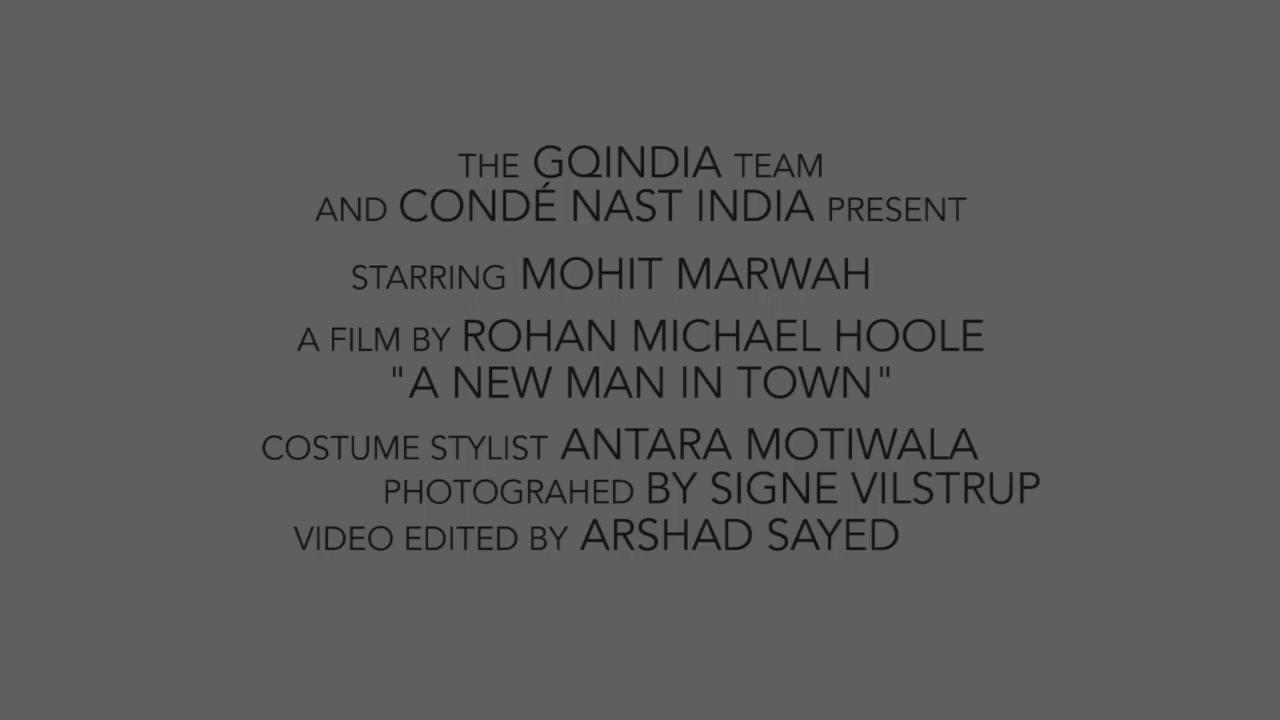 THE GQINDIA TEAM
AND CONDÉ NAST INDIA PRESENT
STARRING MOHIT MARWAH
A FILM BY ROHAN MICHAEL HOOLE
"A NEW MAN IN TOWN"
COSTUME STYLIST ANTARA MOTIWALA
PHOTOGRAHED BY SIGNE VILSTRUP
VIDEO EDITED BY ARSHAD SAYED